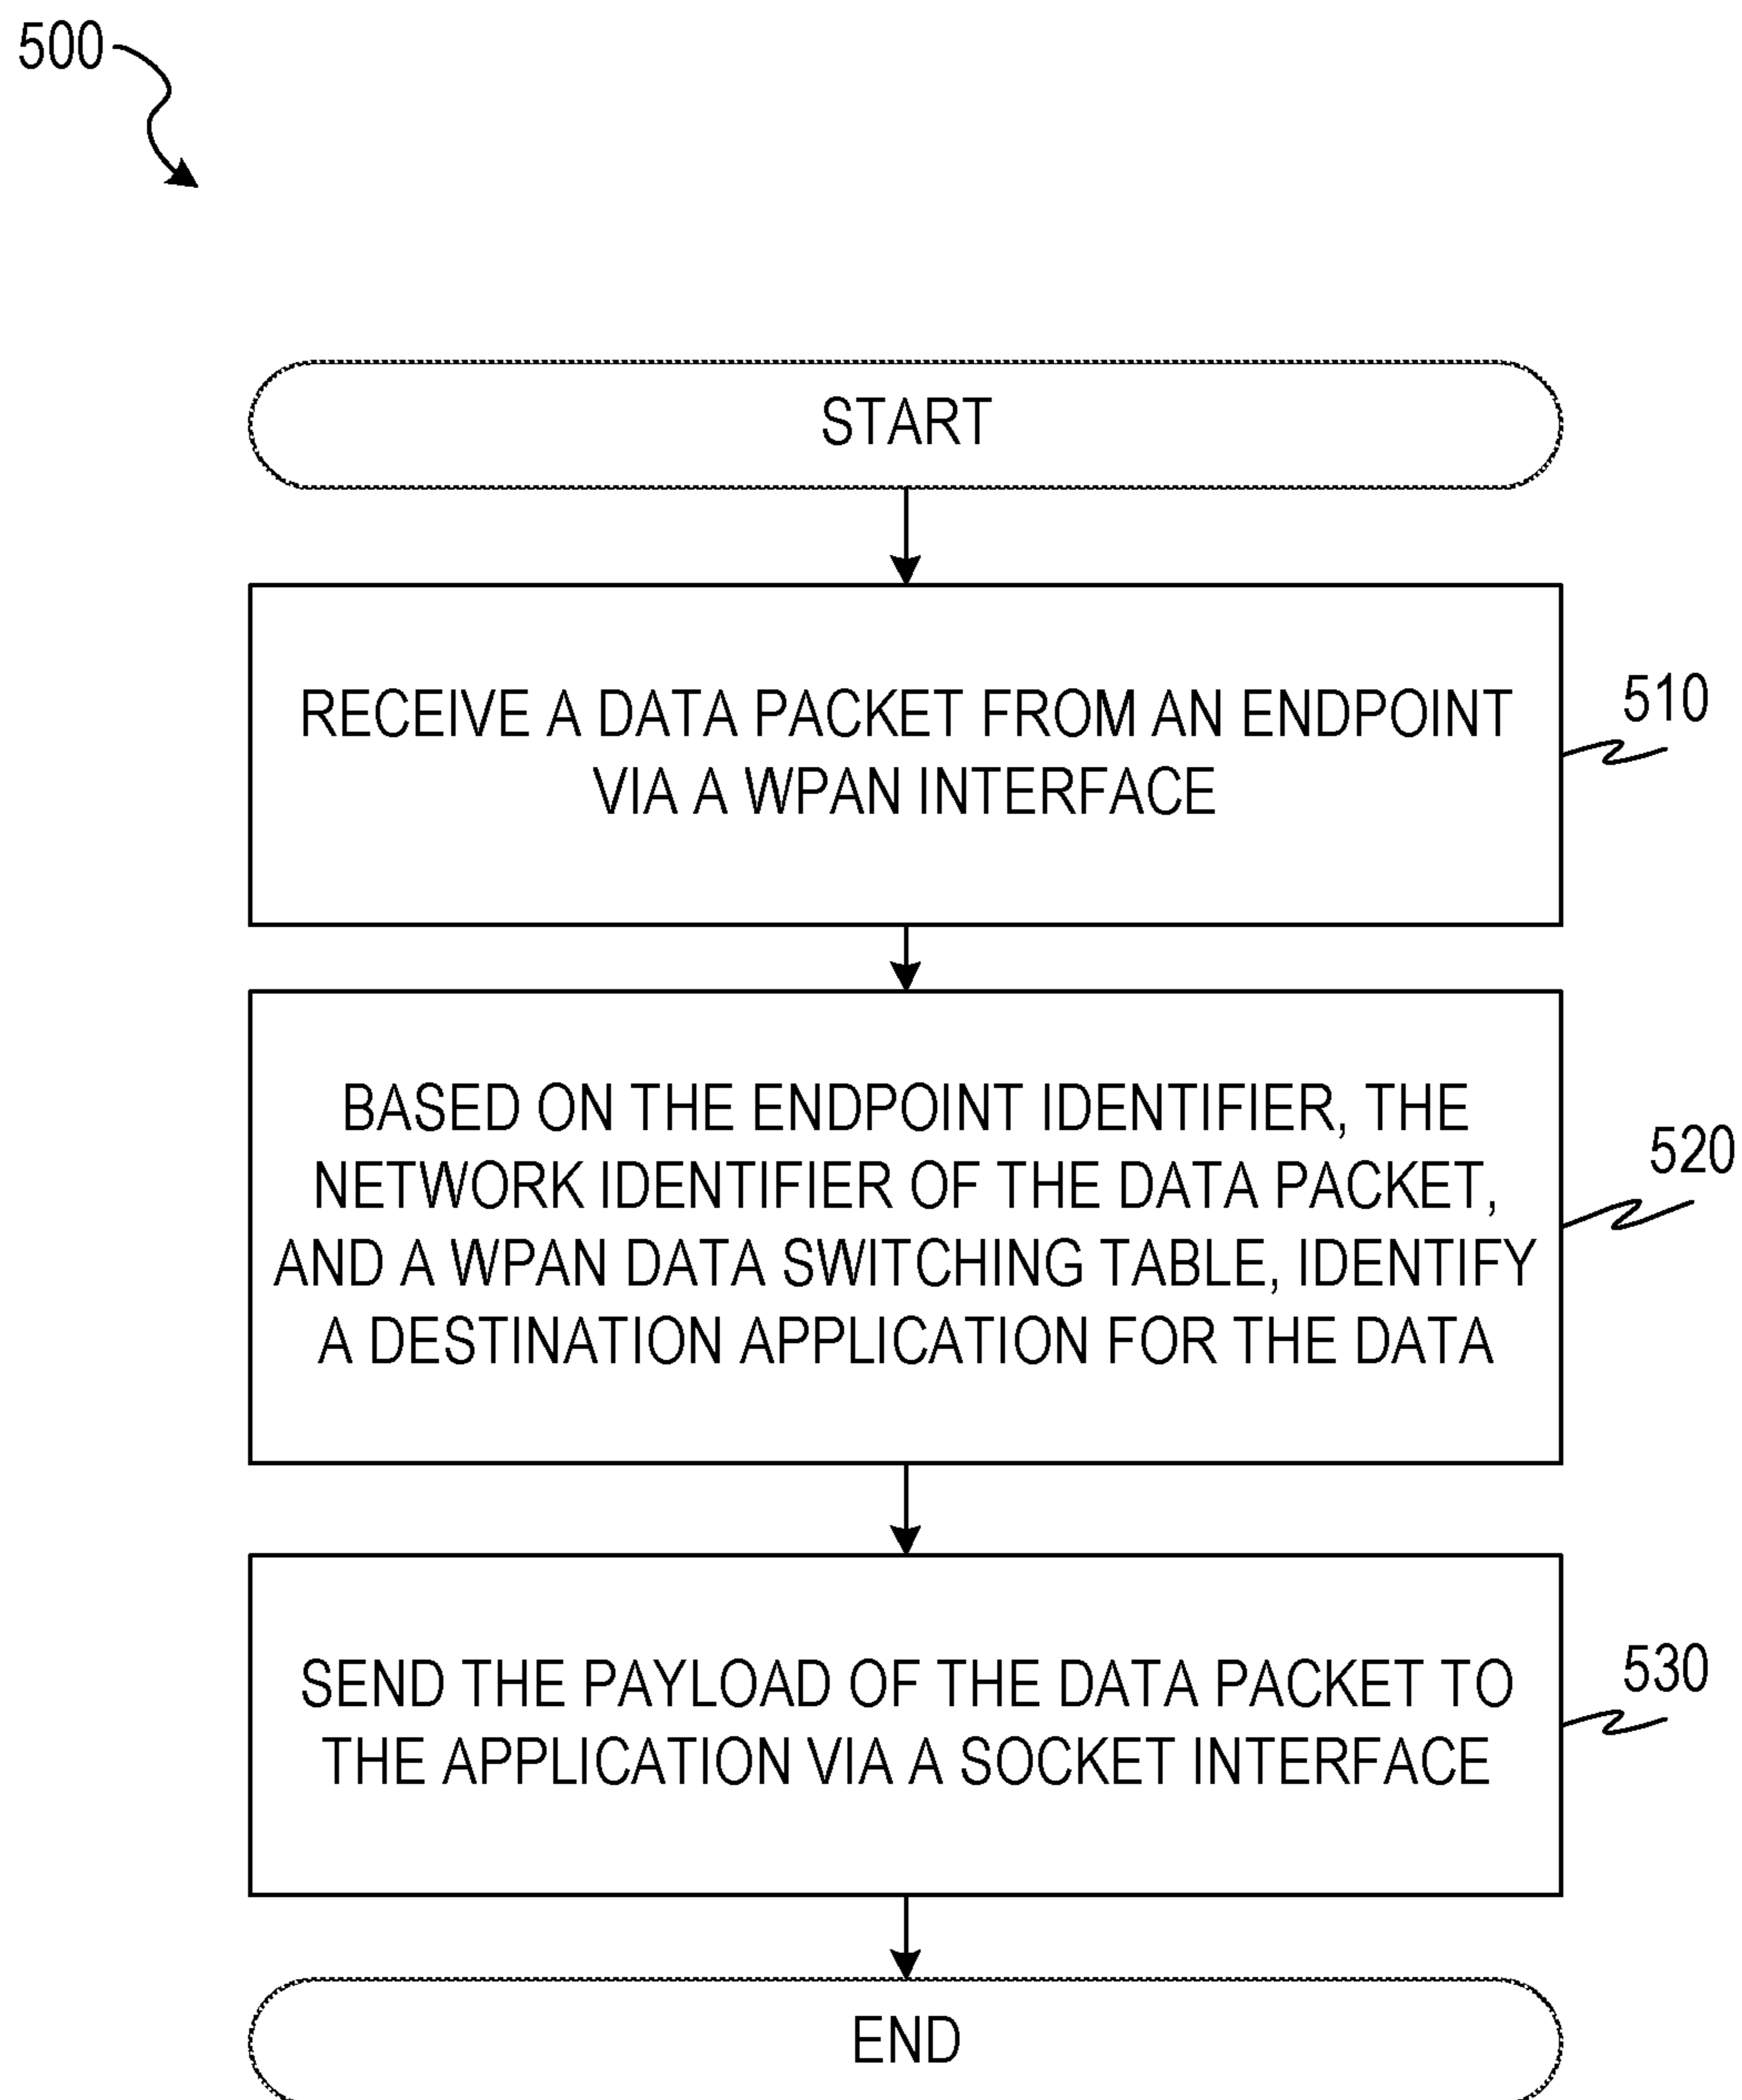 500
START
RECEIVE A DATA PACKET FROM AN ENDPOINT
VIA A WPAN INTERFACE
510
BASED ON THE ENDPOINT IDENTIFIER, THE
NETWORK IDENTIFIER OF THE DATA PACKET,
AND A WPAN DATA SWITCHING TABLE, IDENTIFY
A DESTINATION APPLICATION FOR THE DATA
520
SEND THE PAYLOAD OF THE DATA PACKET TO
THE APPLICATION VIA A SOCKET INTERFACE
530
END